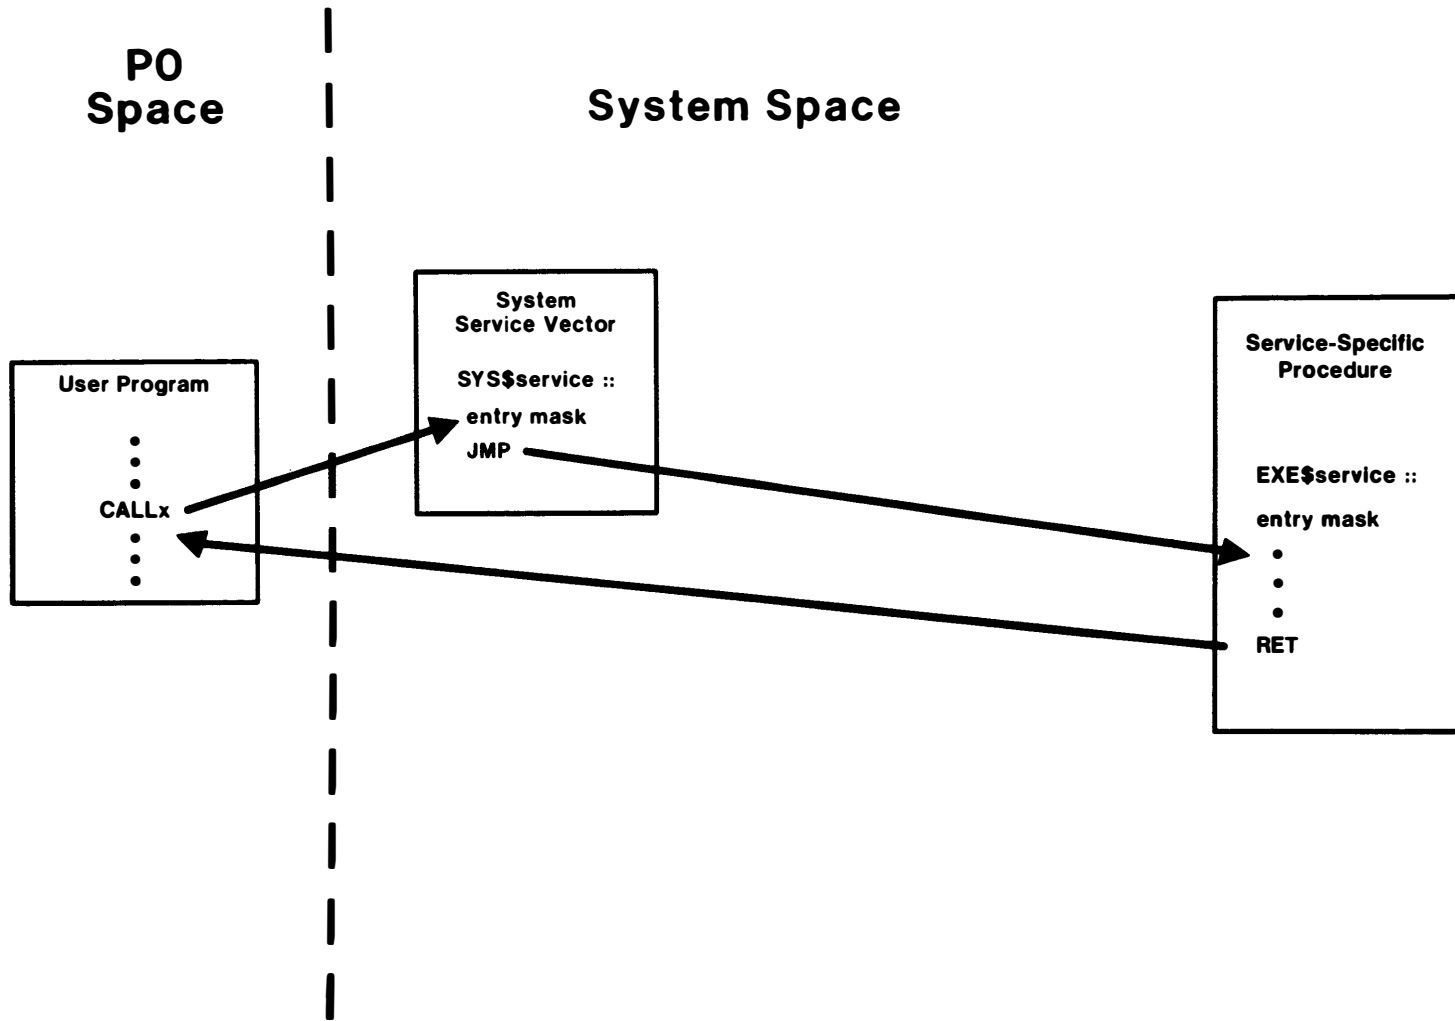 P0
Space
System Space
User Program
CALLx
System
Service Vector
SYS$service ::
entry mask
JMP
Service-Specific
Procedure
EXE$service ::
entry mask
RET